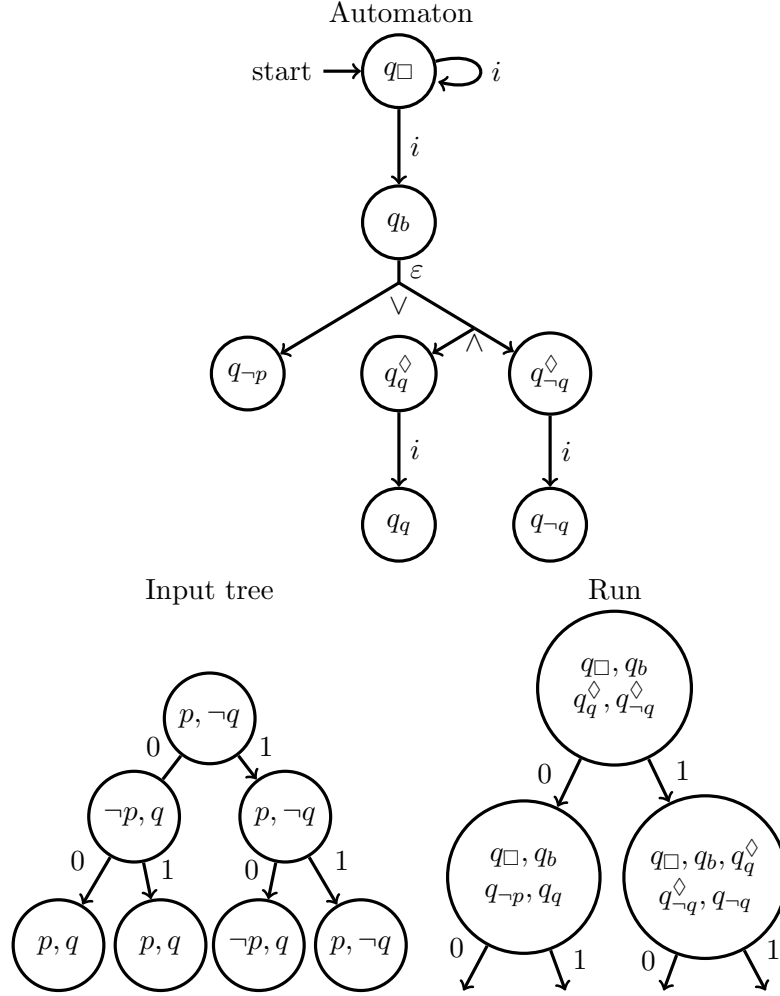 Automaton
start q□ i
i
q_b
ε
∨
∧
q_¬p q_q^◊ q_¬q^◊
i i
q_q q_¬q
Input tree
p, ¬q
0 1
¬p, q p, ¬q
0 1 0 1
p, q p, q ¬p, q p, ¬q
Run
q□, q_b
q_q^◊, q_¬q^◊
0 1
q□, q_b
q_¬p, q_q
q□, q_b, q_q^◊
q_¬q^◊, q_¬q
0 1 0 1